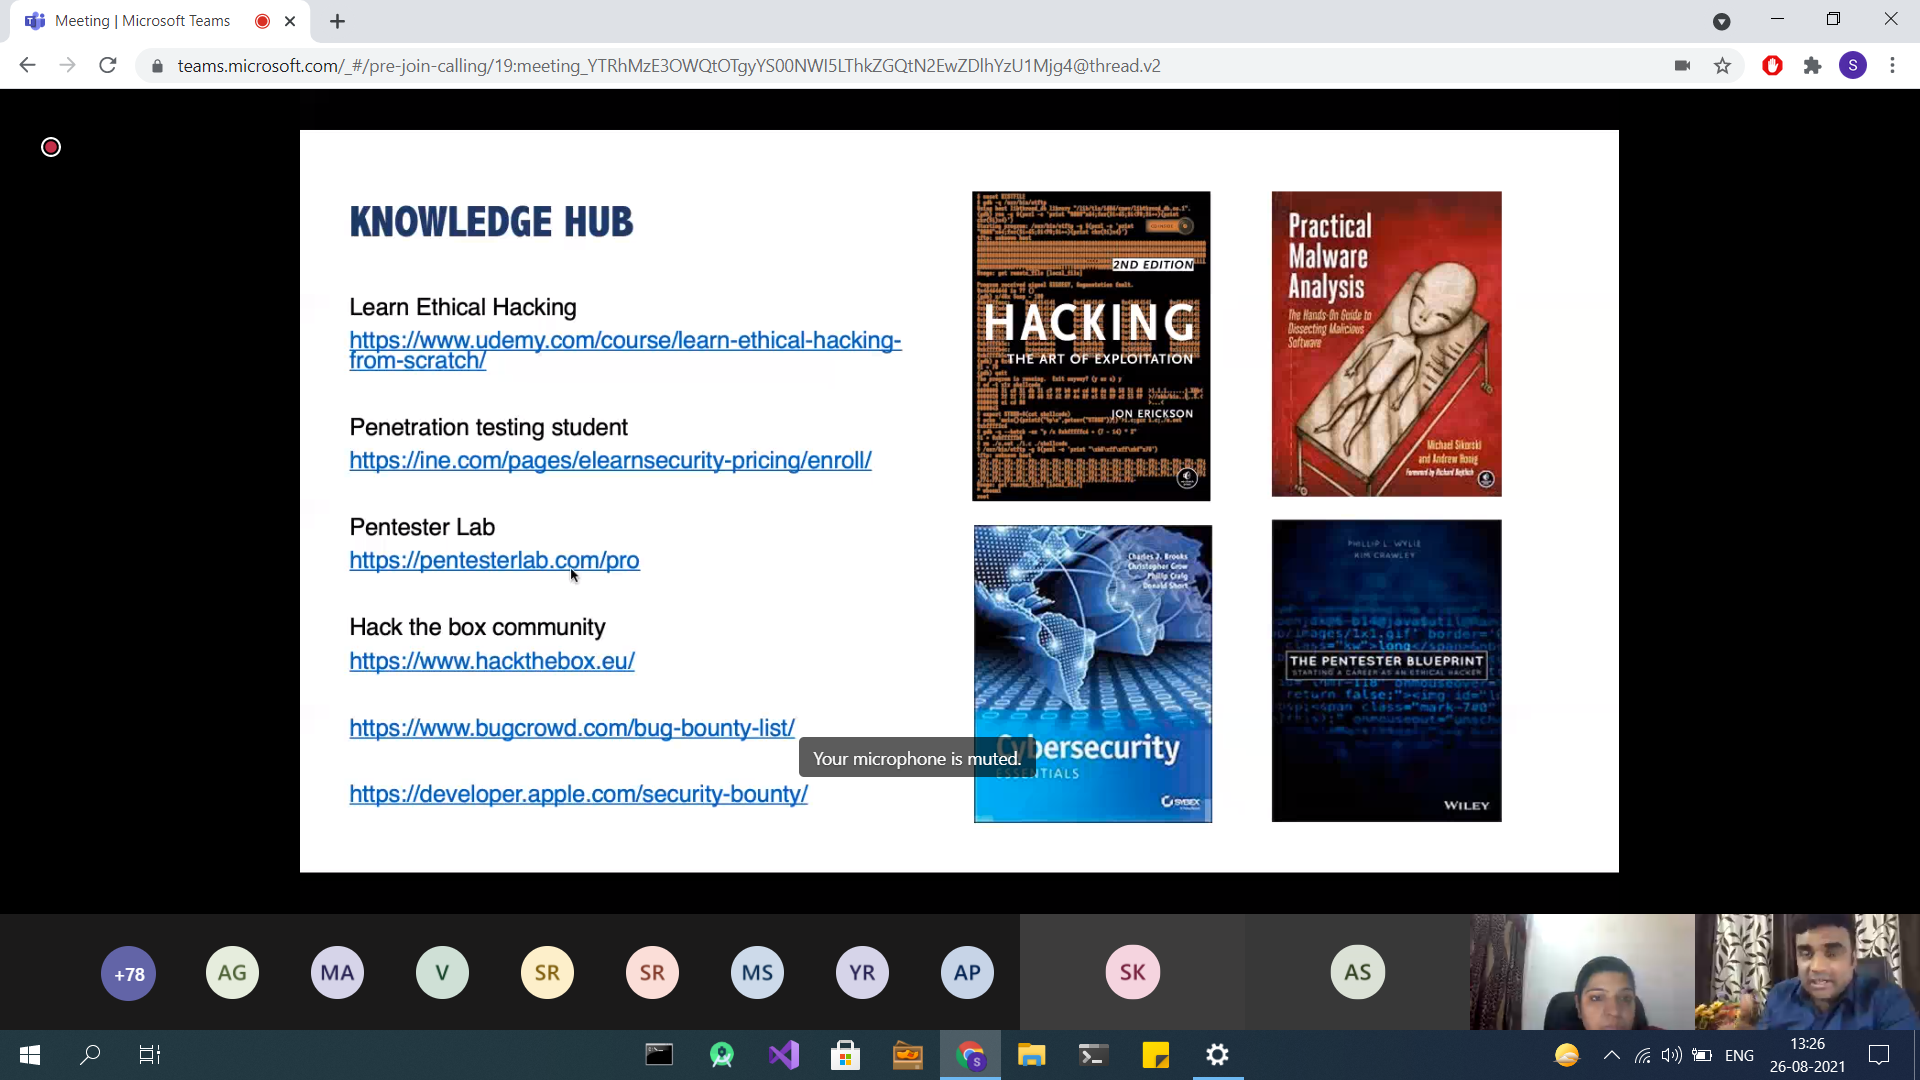 Meeting | Microsoft Teams
teams.microsoft.com/_#/pre-join-calling/19:meeting_YTRhMzE3OWQtOTgyYS00NWI5LThkZGQtN2EwZDlhYzU1Mjg4@thread.v2
S
KNOWLEDGE HUB
Learn Ethical Hacking
https://www.udemy.com/course/learn-ethical-hacking-
from-scratch/
Penetration testing student
https://ine.com/pages/elearnsecurity-pricing/enroll/
Pentester Lab
https://pentesterlab.com/pro
Hack the box community
https://www.hackthebox.eu/
https://www.bugcrowd.com/bug-bounty-list/
https://developer.apple.com/security-bounty/
2ND EDITION
HACKING
THE ART OF EXPLOITATION
JON ERICKSON
Practical
Malware
Analysis
The Hands-On Guide to
Dissecting Malicious
Software
Michael Sikorski
and Andrew Honig
Foreword by Richard Bejtlich
Charles J. Brooks
Christopher Grow
Philip Craig
Donald Short
Cybersecurity
ESSENTIALS
SYBEX
PHILLIP L. WYLIE
KIM CRAWLEY
THE PENTESTER BLUEPRINT
STARTING A CAREER AS AN ETHICAL HACKER
WILEY
Your microphone is muted.
+78
AG
MA
V
SR
SR
MS
YR
AP
SK
AS
S
ENG
13:26
26-08-2021